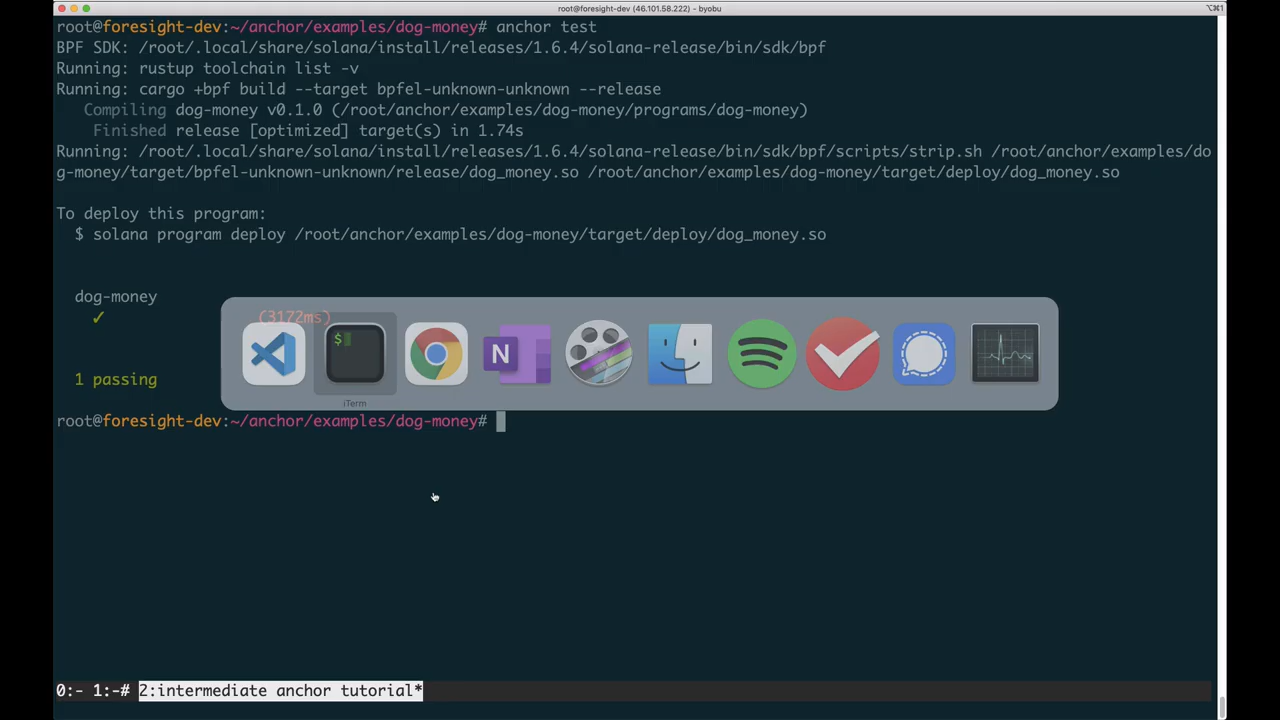 root@foresight-dev (46.101.58.222) - byobu
⌥⌘1
root@foresight-dev:~/anchor/examples/dog-money# anchor test
BPF SDK: /root/.local/share/solana/install/releases/1.6.4/solana-release/bin/sdk/bpf
Running: rustup toolchain list -v
Running: cargo +bpf build --target bpfel-unknown-unknown --release
Compiling dog-money v0.1.0 (/root/anchor/examples/dog-money/programs/dog-money)
Finished release [optimized] target(s) in 1.74s
Running: /root/.local/share/solana/install/releases/1.6.4/solana-release/bin/sdk/bpf/scripts/strip.sh /root/anchor/examples/do
g-money/target/bpfel-unknown-unknown/release/dog_money.so /root/anchor/examples/dog-money/target/deploy/dog_money.so
To deploy this program:
$ solana program deploy /root/anchor/examples/dog-money/target/deploy/dog_money.so
dog-money
✓ (3172ms)
$
N
iTerm
1 passing
root@foresight-dev:~/anchor/examples/dog-money#
0:- 1:-# 2:intermediate anchor tutorial*